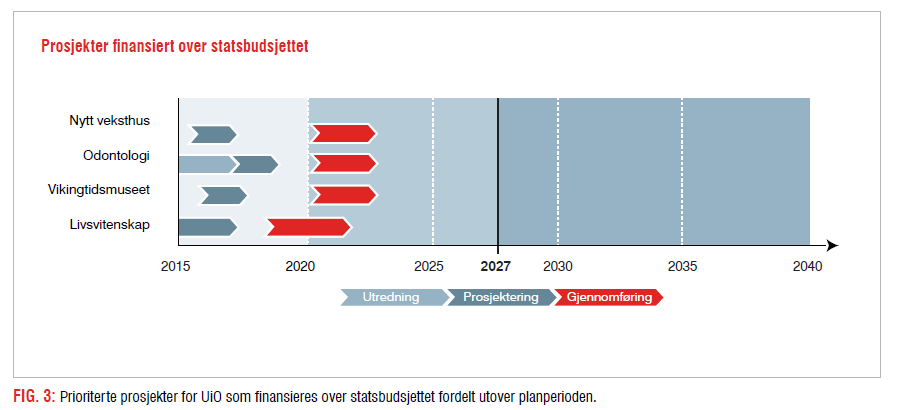 Prosjekter finansiert over statsbudsjettet
Nytt veksthus
Odontologi
Vikingtidsmuseet
Livsvitenskap
2015 2020 2025 2027 2030 2035 2040
Utredning Prosjektering Gjennomføring
FIG. 3: Prioriterte prosjekter for UiO som finansieres over statsbudsjettet fordelt utover planperioden.